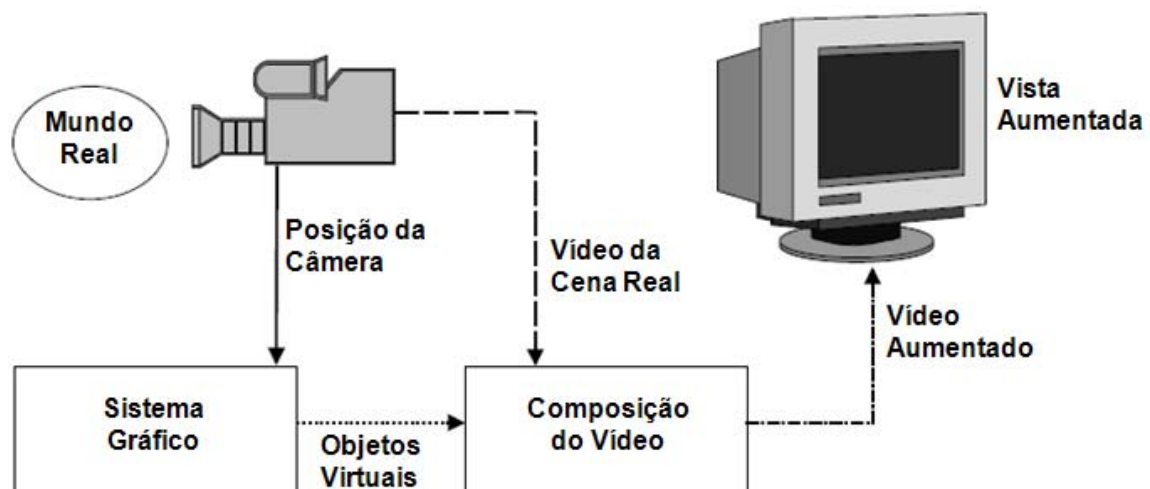 Mundo
Real
Posição da
Câmera
Vídeo da
Cena Real
Vista
Aumentada
Vídeo
Aumentado
Sistema
Gráfico
Objetos
Virtuais
Composição
do Vídeo